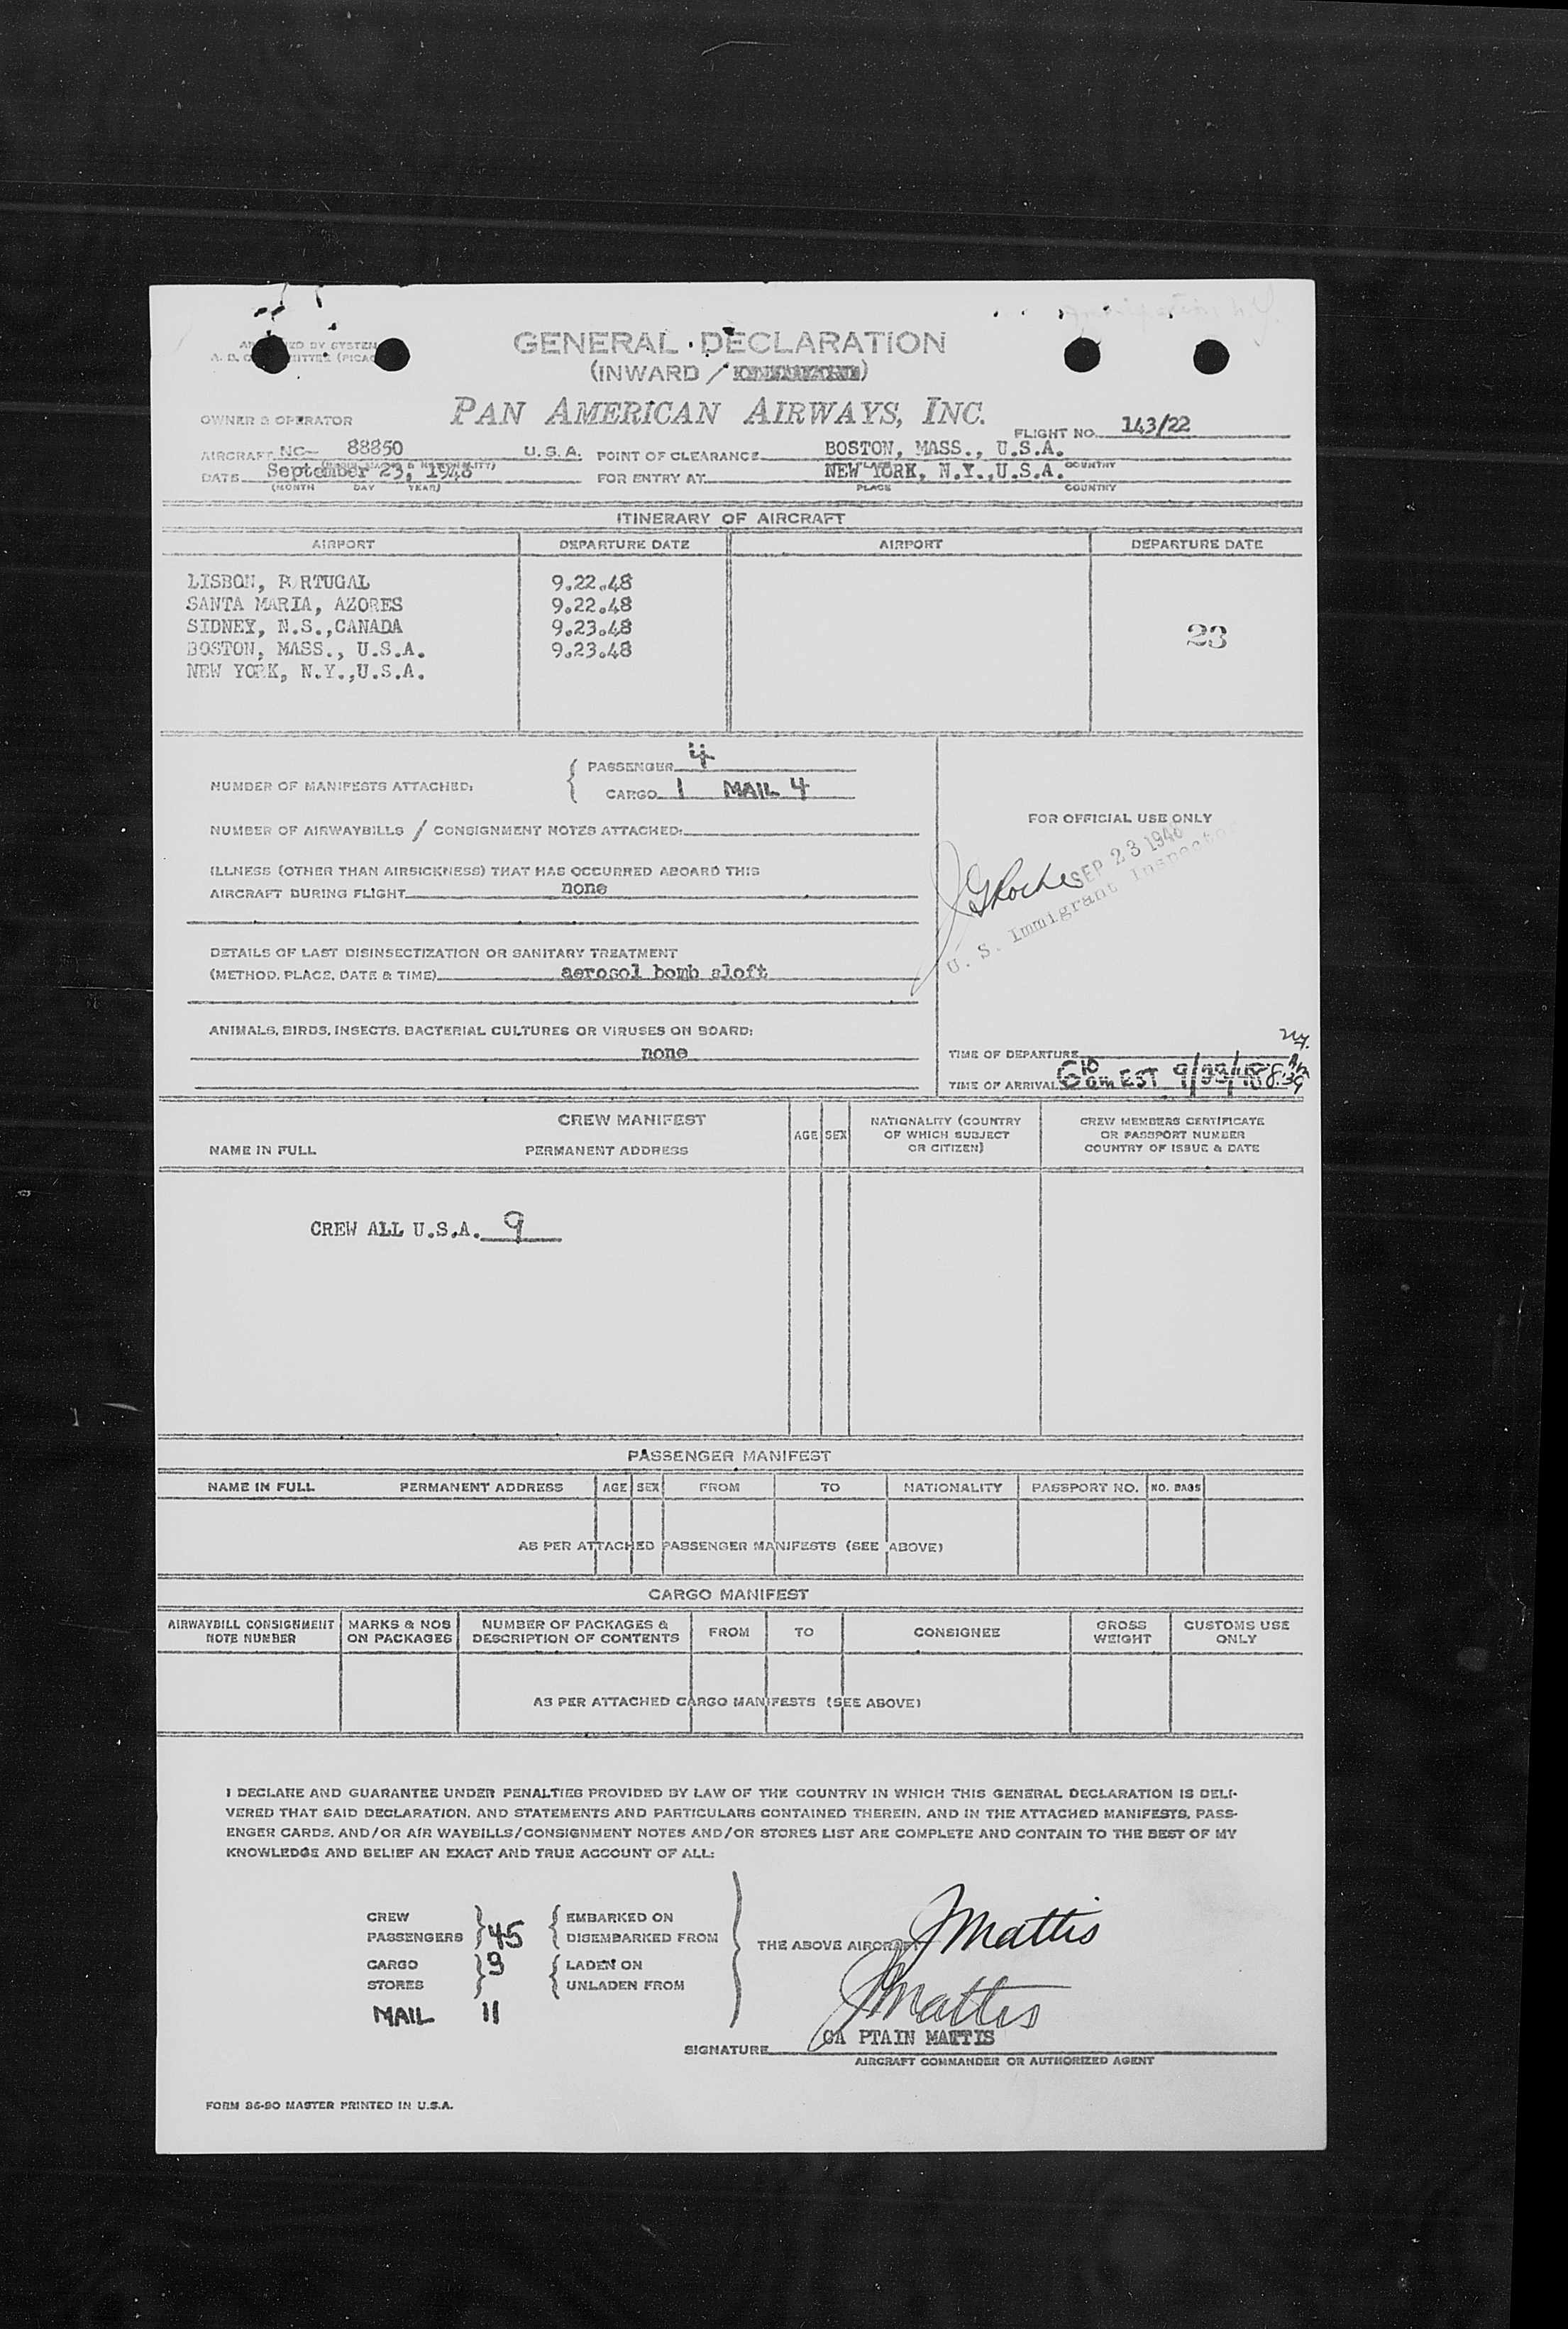 GENERAL DECLARATION
(INWARD /
OWNER & OPERATOR
PAN AMERICAN AIRWAYS, INC.
FLIGHT NO. 143/22
AIRCRAFT NC- 88850 U.S.A. POINT OF CLEARANCE BOSTON, MASS., U.S.A.
DATE September 23, 1948 FOR ENTRY AT NEW YORK, N.Y.,U.S.A.
(MONTH DAY YEAR) PLACE COUNTRY
ITINERARY OF AIRCRAFT
AIRPORT DEPARTURE DATE AIRPORT DEPARTURE DATE
LISBON, P RTUGAL 9.22.48
SANTA MARIA, AZORES 9.22.48
SIDNEY, N.S.,CANADA 9.23.48
BOSTON, MASS., U.S.A. 9.23.48
NEW YORK, N.Y.,U.S.A.
23
NUMBER OF MANIFESTS ATTACHED:
PASSENGER 4
CARGO 1 MAIL 4
NUMBER OF AIRWAYBILLS / CONSIGNMENT NOTES ATTACHED:
ILLNESS (OTHER THAN AIRSICKNESS) THAT HAS OCCURRED ABOARD THIS
AIRCRAFT DURING FLIGHT none
DETAILS OF LAST DISINSECTIZATION OR SANITARY TREATMENT
(METHOD, PLACE, DATE & TIME) aerosol bomb aloft
ANIMALS, BIRDS, INSECTS, BACTERIAL CULTURES OR VIRUSES ON BOARD:
none
FOR OFFICIAL USE ONLY
SEP 23 1948
U. S. Immigrant Inspector
TIME OF DEPARTURE
TIME OF ARRIVAL 6 10 am EST 9/23/48
CREW MANIFEST
NAME IN FULL PERMANENT ADDRESS
AGE SEX
NATIONALITY (COUNTRY
OF WHICH SUBJECT
OR CITIZEN)
CREW MEMBERS CERTIFICATE
OR PASSPORT NUMBER
COUNTRY OF ISSUE & DATE
CREW ALL U.S.A. 9
PASSENGER MANIFEST
NAME IN FULL PERMANENT ADDRESS AGE SEX FROM TO NATIONALITY PASSPORT NO. NO. BAGS
AS PER ATTACHED PASSENGER MANIFESTS (SEE ABOVE)
CARGO MANIFEST
AIRWAYBILL CONSIGNMENT
NOTE NUMBER
MARKS & NOS
ON PACKAGES
NUMBER OF PACKAGES &
DESCRIPTION OF CONTENTS
FROM TO CONSIGNEE
GROSS
WEIGHT
CUSTOMS USE
ONLY
AS PER ATTACHED CARGO MANIFESTS (SEE ABOVE)
I DECLARE AND GUARANTEE UNDER PENALTIES PROVIDED BY LAW OF THE COUNTRY IN WHICH THIS GENERAL DECLARATION IS DELI-
VERED THAT SAID DECLARATION, AND STATEMENTS AND PARTICULARS CONTAINED THEREIN, AND IN THE ATTACHED MANIFESTS, PASS-
ENGER CARDS, AND/OR AIR WAYBILLS/CONSIGNMENT NOTES AND/OR STORES LIST ARE COMPLETE AND CONTAIN TO THE BEST OF MY
KNOWLEDGE AND BELIEF AN EXACT AND TRUE ACCOUNT OF ALL:
CREW
PASSENGERS 45
EMBARKED ON
DISEMBARKED FROM
CARGO 9
STORES
LADEN ON
UNLADEN FROM
MAIL 11
THE ABOVE AIRCRAFT J Mattis
J Mattis
SIGNATURE CA PTAIN MATTIS
AIRCRAFT COMMANDER OR AUTHORIZED AGENT
FORM 86-90 MASTER PRINTED IN U.S.A.